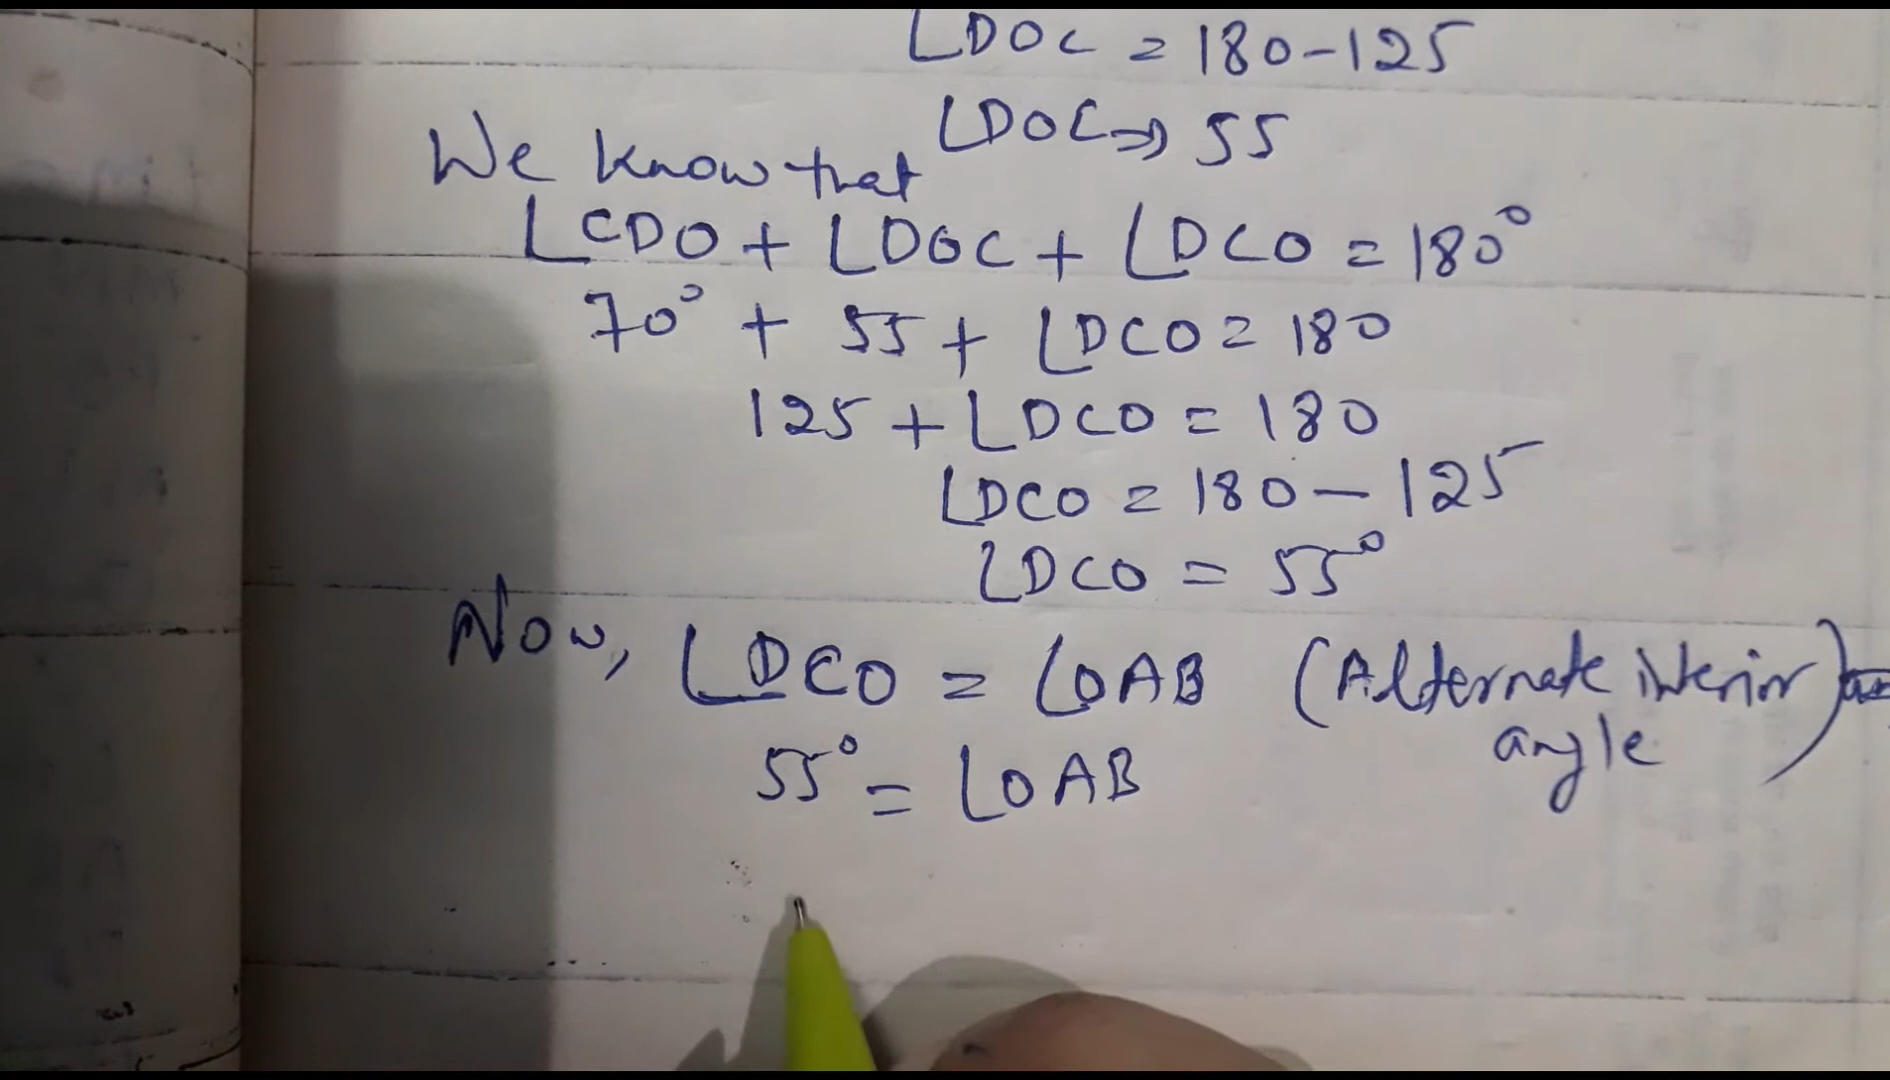 ∠DOC = 180-125
∠DOC ⇒ 55
We know that
∠CDO + ∠DOC + ∠DCO = 180°
70° + 55 + ∠DCO = 180
125 + ∠DCO = 180
∠DCO = 180 - 125
∠DCO = 55°
Now, ∠DCO = ∠OAB (Alternate interior
angle)
55° = ∠OAB